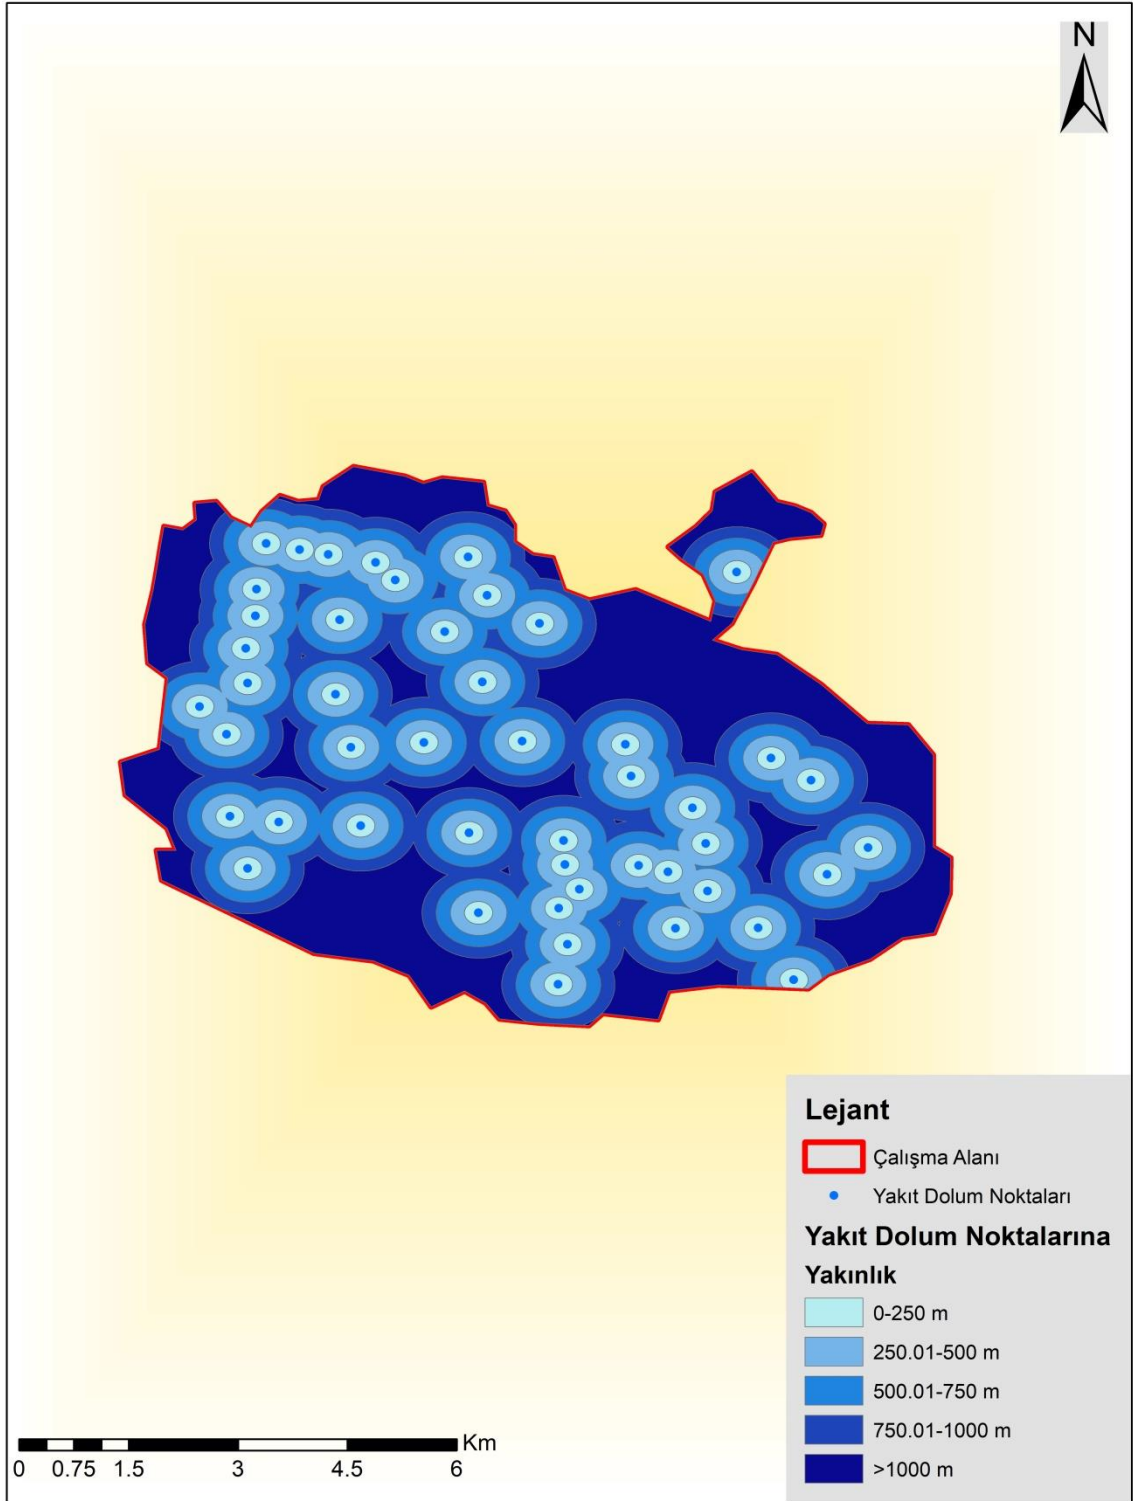 N
Lejant
Çalışma Alanı
Yakıt Dolum Noktaları
Yakıt Dolum Noktalarına
Yakınlık
0-250 m
250.01-500 m
500.01-750 m
750.01-1000 m
>1000 m
Km
0 0.75 1.5 3 4.5 6